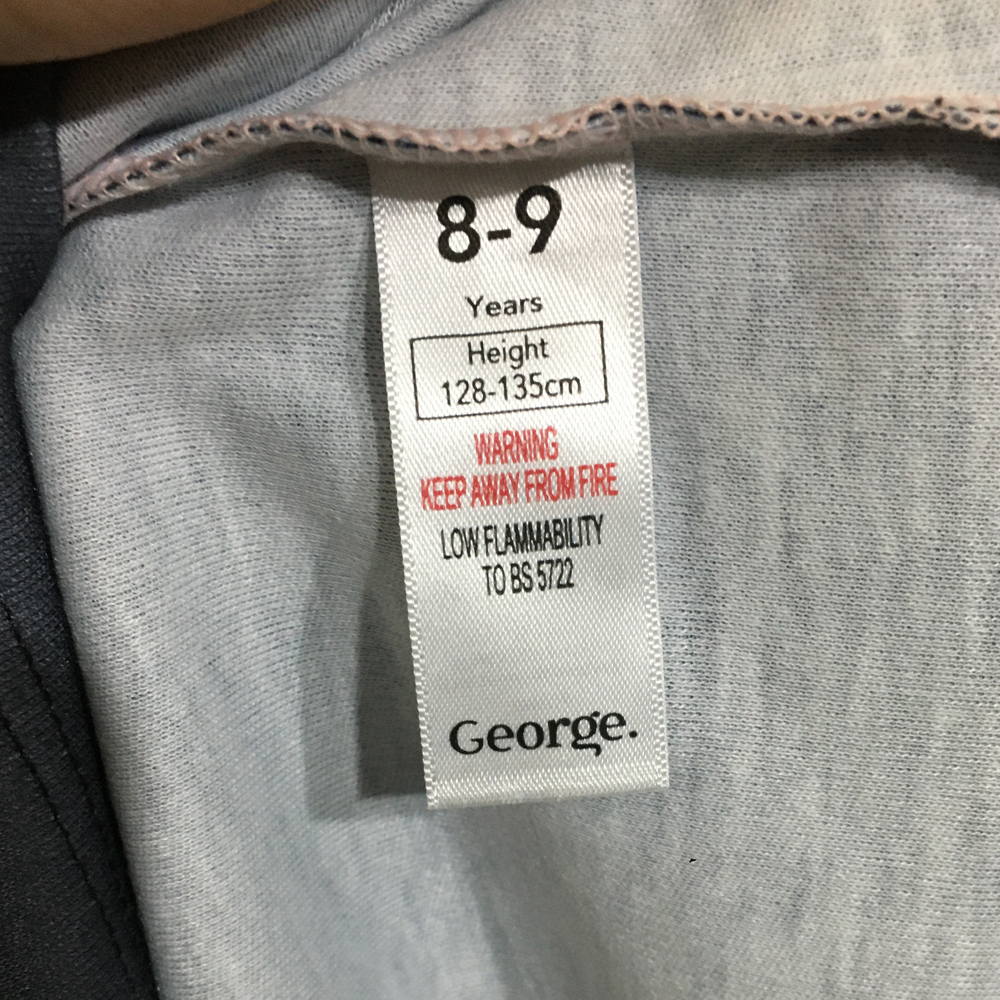 8-9
Years
Height
128-135cm
WARNING
KEEP AWAY FROM FIRE
LOW FLAMMABILITY
TO BS 5722
George.